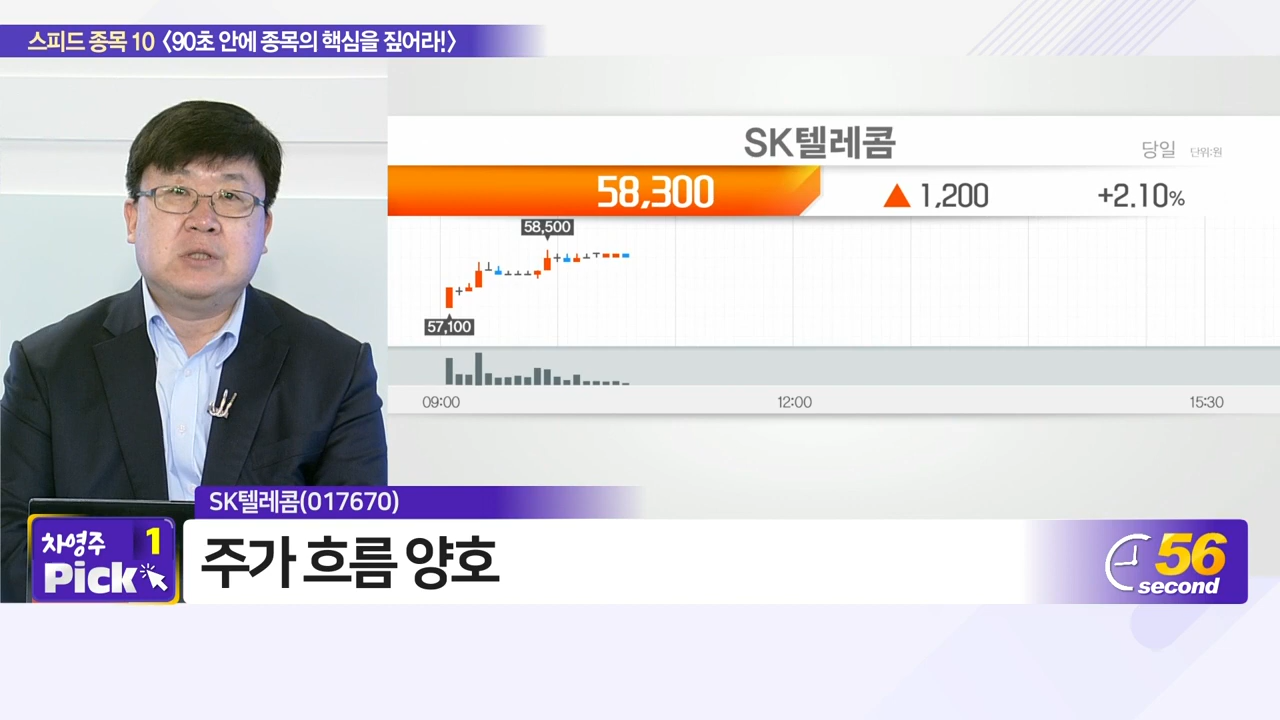 스피드 종목 10 〈90초 안에 종목의 핵심을 짚어라!〉
SK텔레콤
당일 단위:원
58,300 ▲ 1,200 +2.10%
58,500
57,100
09:00 12:00 15:30
SK텔레콤(017670)
차영주 1
Pick
주가 흐름 양호
56
second